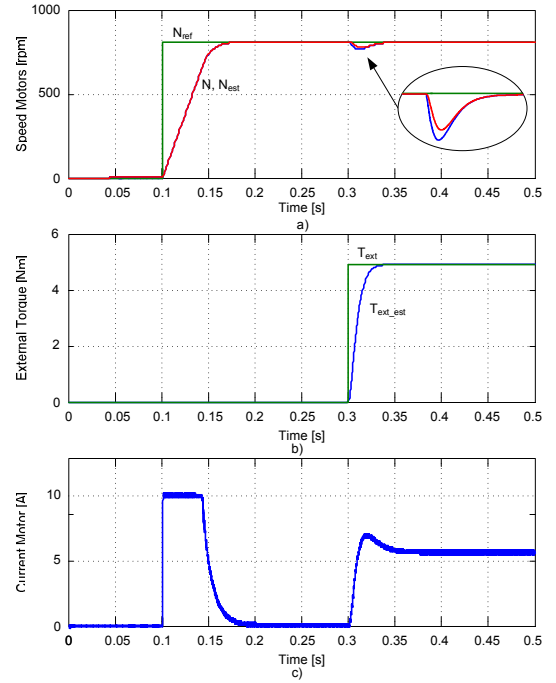 1000
500
0
Speed Motors [rpm]
N_ref
N, N_est
0 0.05 0.1 0.15 0.2 0.25 0.3 0.35 0.4 0.45 0.5
Time [s]
a)
6
4
2
0
External Torque [Nm]
T_ext
T_ext_est
0 0.05 0.1 0.15 0.2 0.25 0.3 0.35 0.4 0.45 0.5
Time [s]
b)
10
5
0
Current Motor [A]
0 0.05 0.1 0.15 0.2 0.25 0.3 0.35 0.4 0.45 0.5
Time [s]
c)